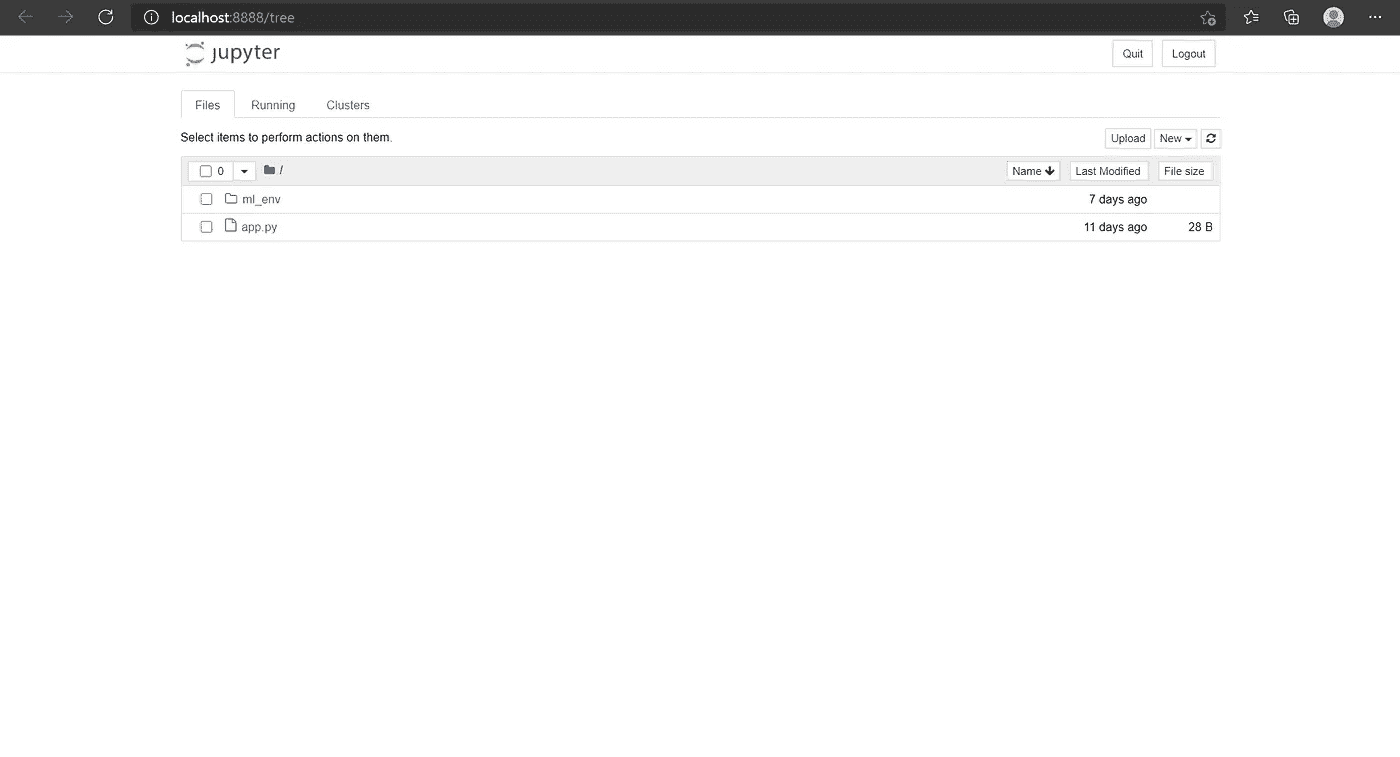 localhost:8888/tree
jupyter
Quit Logout
Files Running Clusters
Select items to perform actions on them.
Upload New
0 / Name Last Modified File size
ml_env 7 days ago
app.py 11 days ago 28 B